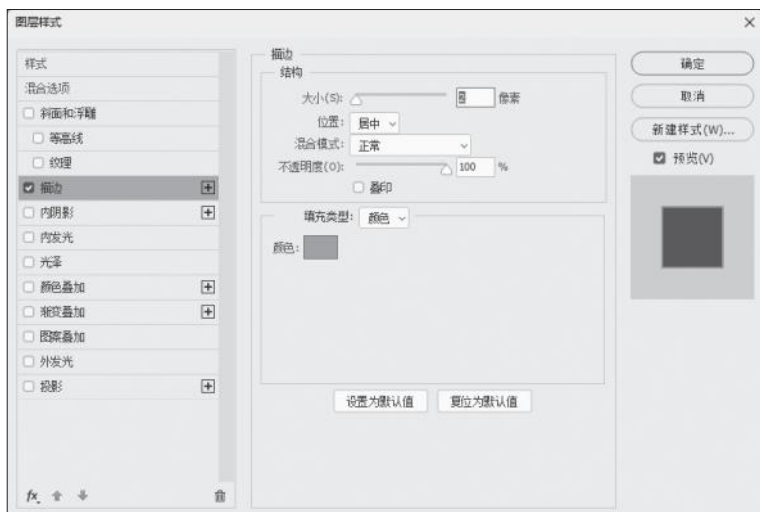 图层样式
样式
混合选项
斜面和浮雕
等高线
纹理
描边
内阴影
内发光
光泽
颜色叠加
渐变叠加
图案叠加
外发光
投影
fx
描边
结构
大小(S): 2 像素
位置: 居中
混合模式: 正常
不透明度(O): 100 %
叠印
填充类型: 颜色
颜色:
设置为默认值 复位为默认值
确定
取消
新建样式(W)...
预览(V)